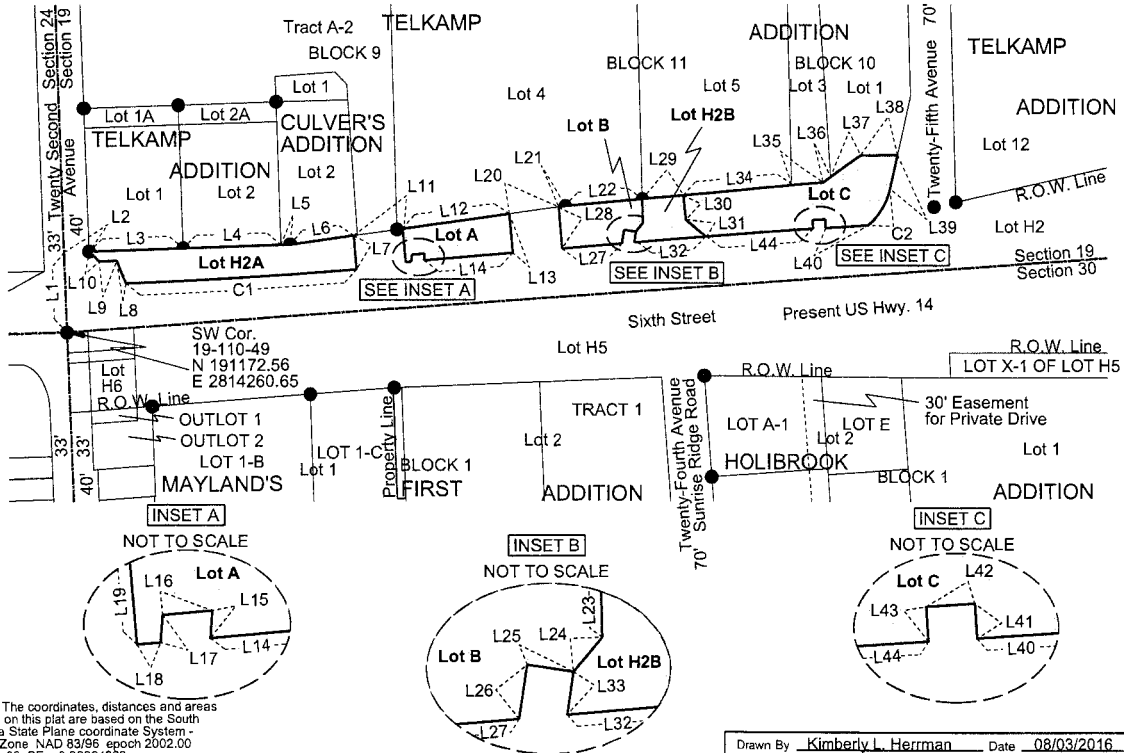 Section 24
Section 19
Twenty Second
Avenue
33'
40'
L1
Tract A-2
TELKAMP
BLOCK 9
Lot 1
Lot 1A
Lot 2A
TELKAMP
ADDITION
CULVER'S
ADDITION
Lot 1
Lot 2
Lot 2
L2
L3
L4
L5
L6
L7
L8
L9
L10
L11
L12
L13
L14
Lot H2A
C1
Lot A
SEE INSET A
Lot 4
BLOCK 11
Lot 5
Lot B
Lot H2B
L20
L21
L22
L27
L28
L29
L30
L31
L32
L34
L35
L36
L37
L38
L39
L40
L44
C2
SEE INSET B
ADDITION
BLOCK 10
Lot 3
Lot 1
Lot C
SEE INSET C
Twenty-Fifth Avenue
70'
TELKAMP
ADDITION
Lot 12
R.O.W. Line
Lot H2
Section 19
Section 30
Sixth Street
Present US Hwy. 14
SW Cor.
19-110-49
N 191172.56
E 2814260.65
Lot H5
Lot
H6
R.O.W. Line
R.O.W. Line
R.O.W. Line
LOT X-1 OF LOT H5
OUTLOT 1
OUTLOT 2
LOT 1-B
MAYLAND'S
33'
33'
40'
Lot 1
LOT 1-C
Property Line
BLOCK 1
FIRST
TRACT 1
Lot 2
ADDITION
Twenty-Fourth Avenue
Sunrise Ridge Road
70'
LOT A-1
Lot 2
LOT E
30' Easement
for Private Drive
HOLIBROOK
BLOCK 1
Lot 1
ADDITION
INSET A
NOT TO SCALE
Lot A
L16
L15
L19
L14
L17
L18
INSET B
NOT TO SCALE
L23
L24
L25
Lot B
Lot H2B
L26
L33
L27
L32
INSET C
NOT TO SCALE
Lot C
L42
L43
L41
L44
L40
The coordinates, distances and areas
on this plat are based on the South
a State Plane coordinate System -
Zone NAD 83/96 epoch 2002.00
Drawn By Kimberly L. Herrman Date 08/03/2016